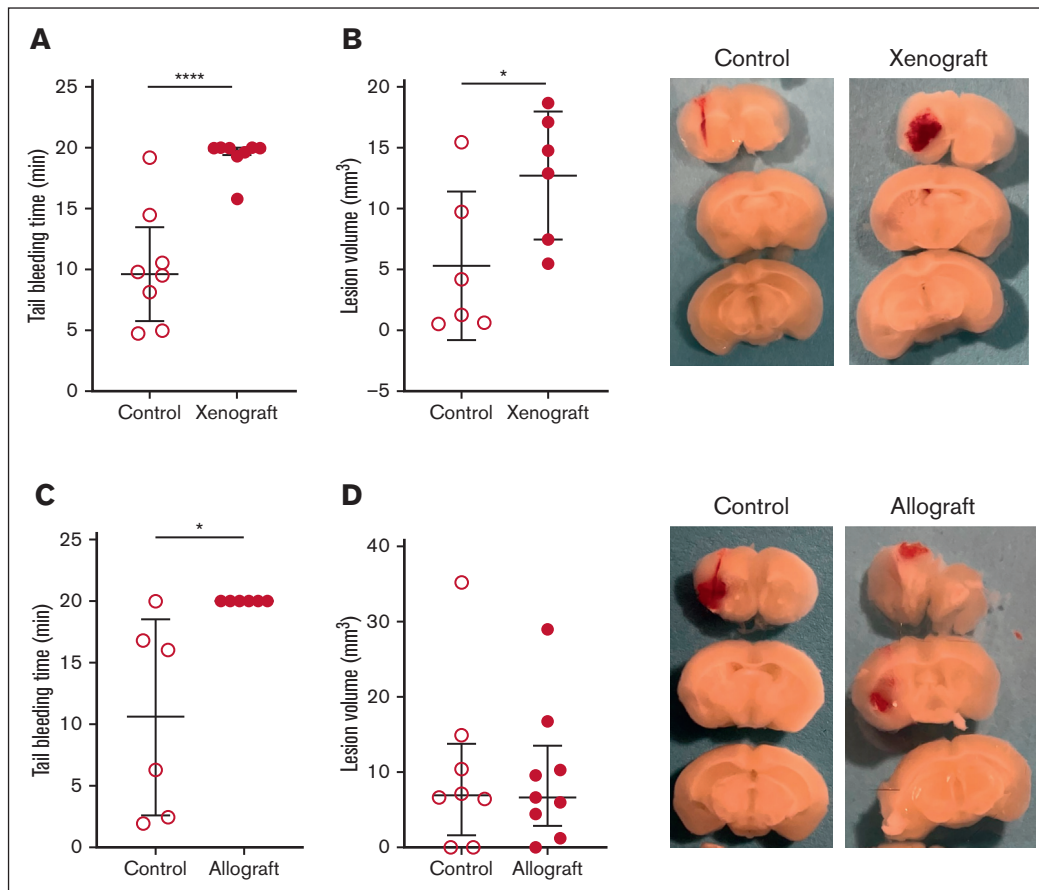 A
Tail bleeding time (min)
25
20
15
10
5
0
****
Control Xenograft
B
Lesion volume (mm3)
20
15
10
5
0
−5
*
Control Xenograft
Control Xenograft
C
Tail bleeding time (min)
25
20
15
10
5
0
*
Control Allograft
D
Lesion volume (mm3)
40
30
20
10
0
Control Allograft
Control Allograft